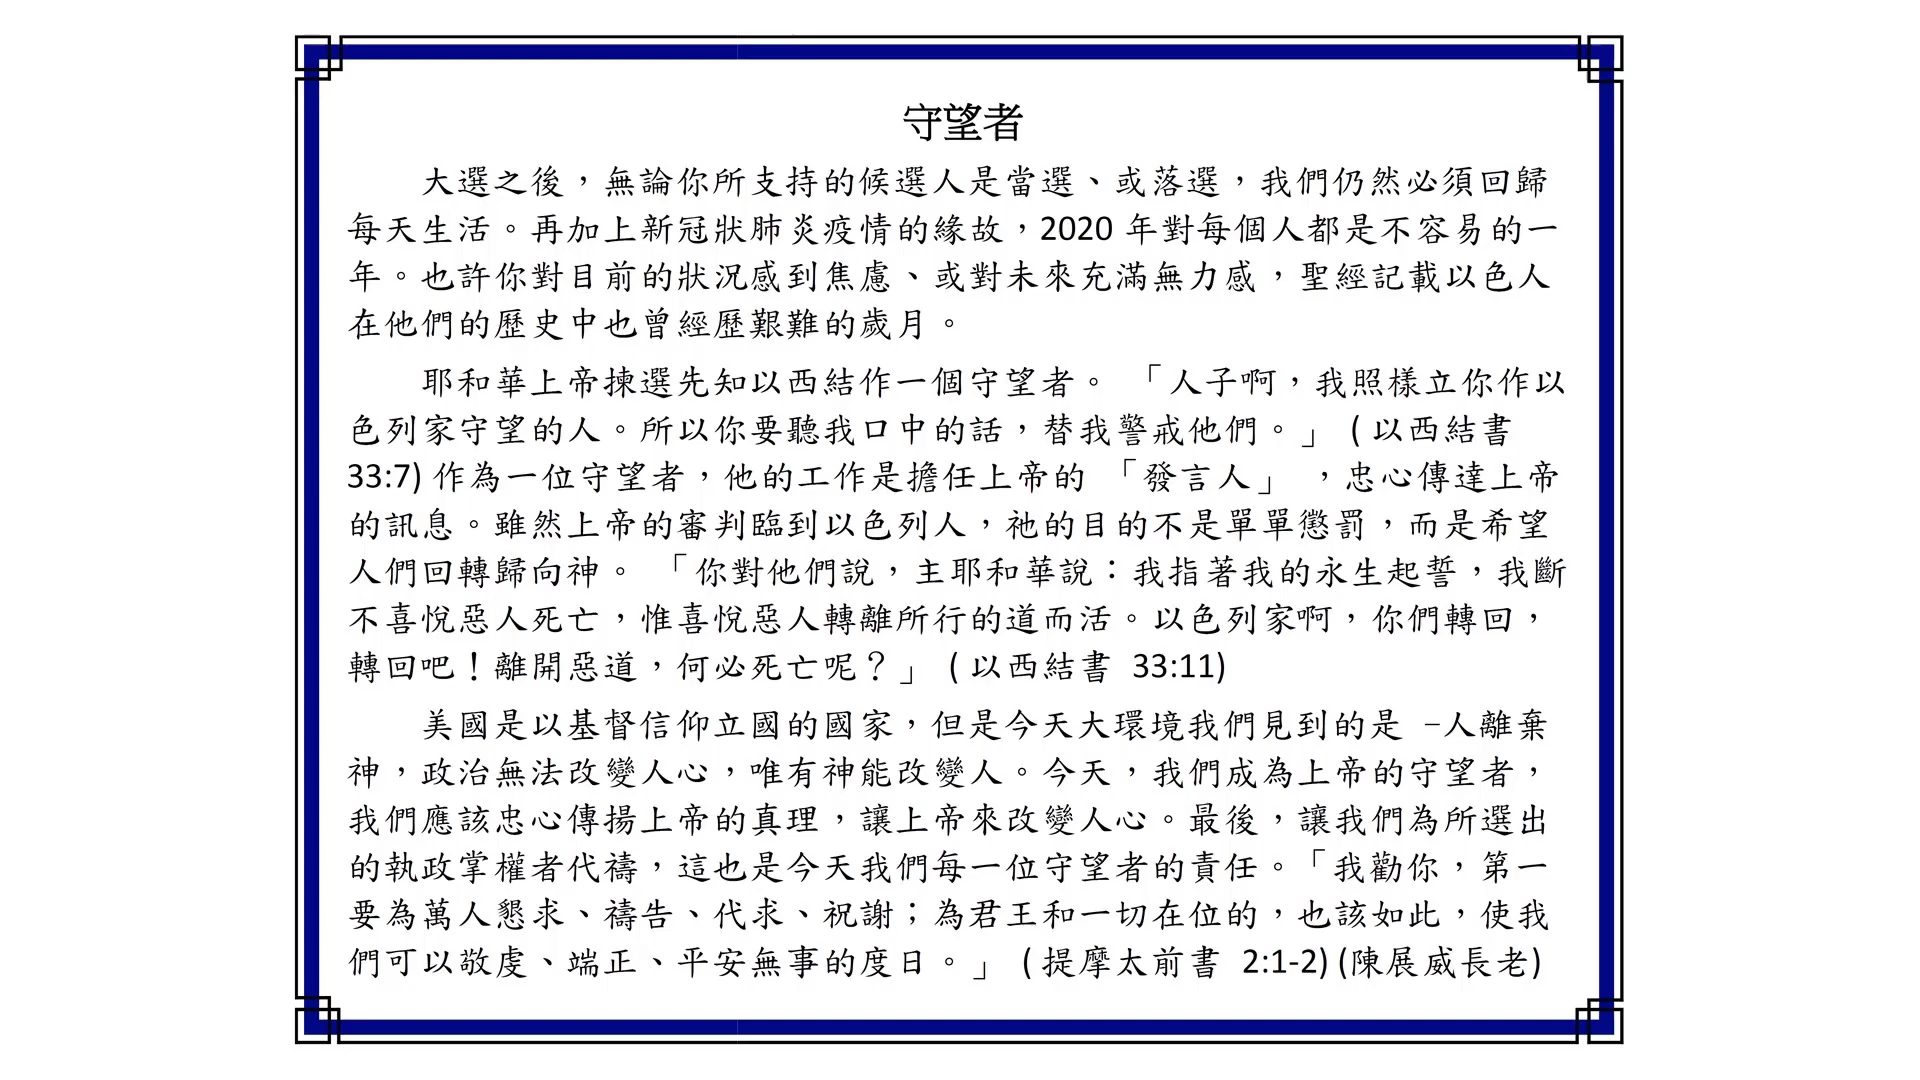 守望者
大選之後，無論你所支持的候選人是當選、或落選，我們仍然必須回歸
每天生活。再加上新冠狀肺炎疫情的緣故，2020 年對每個人都是不容易的一
年。也許你對目前的狀況感到焦慮、或對未來充滿無力感，聖經記載以色人
在他們的歷史中也曾經歷艱難的歲月。
耶和華上帝揀選先知以西結作一個守望者。 「人子啊，我照樣立你作以
色列家守望的人。所以你要聽我口中的話，替我警戒他們。」 ( 以西結書
33:7) 作為一位守望者，他的工作是擔任上帝的 「發言人」 ，忠心傳達上帝
的訊息。雖然上帝的審判臨到以色列人，祂的目的不是單單懲罰，而是希望
人們回轉歸向神。 「你對他們說，主耶和華說：我指著我的永生起誓，我斷
不喜悅惡人死亡，惟喜悅惡人轉離所行的道而活。以色列家啊，你們轉回，
轉回吧！離開惡道，何必死亡呢？」 ( 以西結書 33:11)
美國是以基督信仰立國的國家，但是今天大環境我們見到的是 –人離棄
神，政治無法改變人心，唯有神能改變人。今天，我們成為上帝的守望者，
我們應該忠心傳揚上帝的真理，讓上帝來改變人心。最後，讓我們為所選出
的執政掌權者代禱，這也是今天我們每一位守望者的責任。「我勸你，第一
要為萬人懇求、禱告、代求、祝謝；為君王和一切在位的，也該如此，使我
們可以敬虔、端正、平安無事的度日。」 ( 提摩太前書 2:1-2) (陳展威長老)